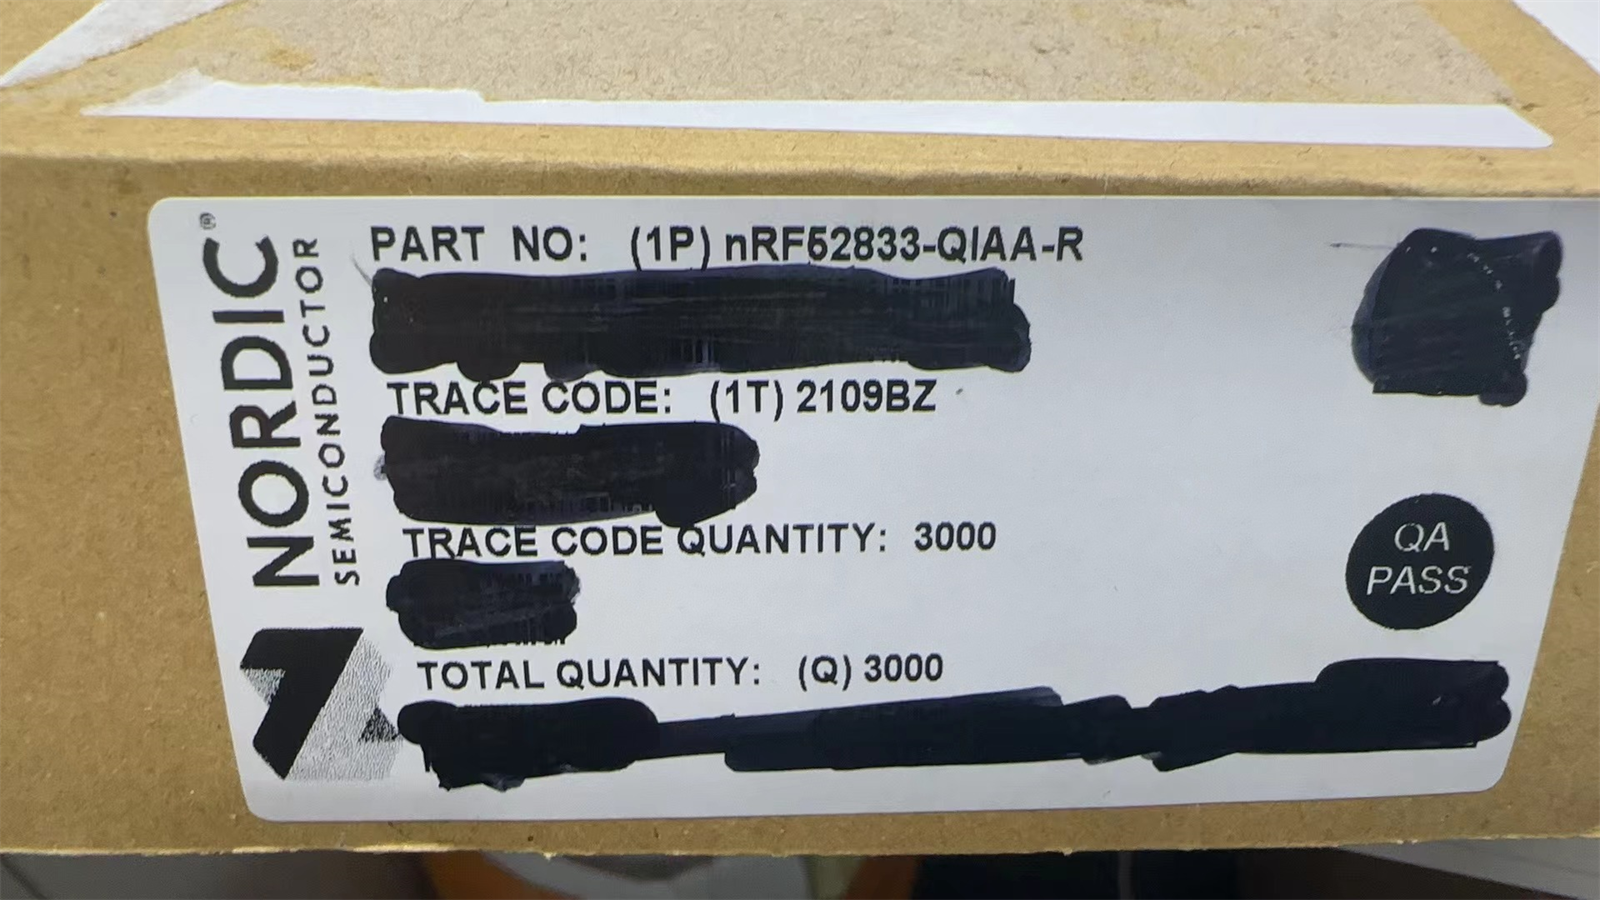 NORDIC®
SEMICONDUCTOR
PART NO: (1P) nRF52833-QIAA-R
TRACE CODE: (1T) 2109BZ
TRACE CODE QUANTITY: 3000
TOTAL QUANTITY: (Q) 3000
QA
PASS